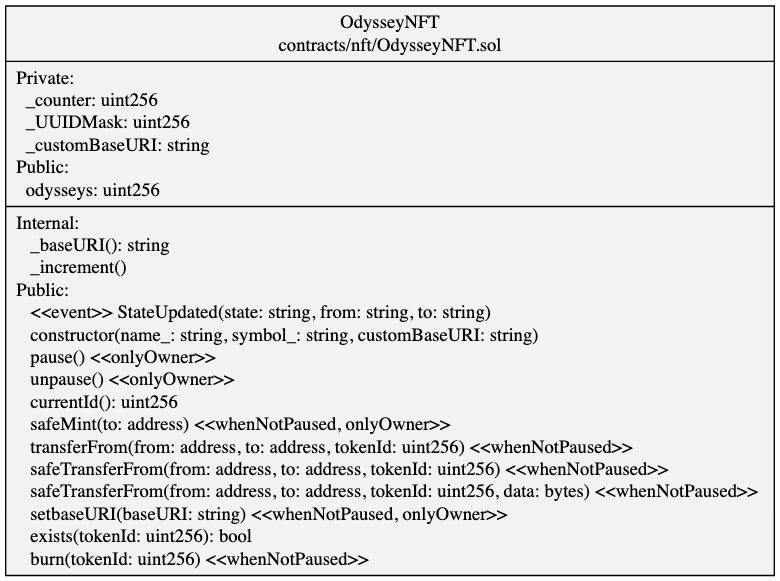 OdysseyNFT
contracts/nft/OdysseyNFT.sol
Private:
_counter: uint256
_UUIDMask: uint256
_customBaseURI: string
Public:
odysseys: uint256
Internal:
_baseURI(): string
_increment()
Public:
<<event>> StateUpdated(state: string, from: string, to: string)
constructor(name_: string, symbol_: string, customBaseURI: string)
pause() <<onlyOwner>>
unpause() <<onlyOwner>>
currentId(): uint256
safeMint(to: address) <<whenNotPaused, onlyOwner>>
transferFrom(from: address, to: address, tokenId: uint256) <<whenNotPaused>>
safeTransferFrom(from: address, to: address, tokenId: uint256) <<whenNotPaused>>
safeTransferFrom(from: address, to: address, tokenId: uint256, data: bytes) <<whenNotPaused>>
setbaseURI(baseURI: string) <<whenNotPaused, onlyOwner>>
exists(tokenId: uint256): bool
burn(tokenId: uint256) <<whenNotPaused>>